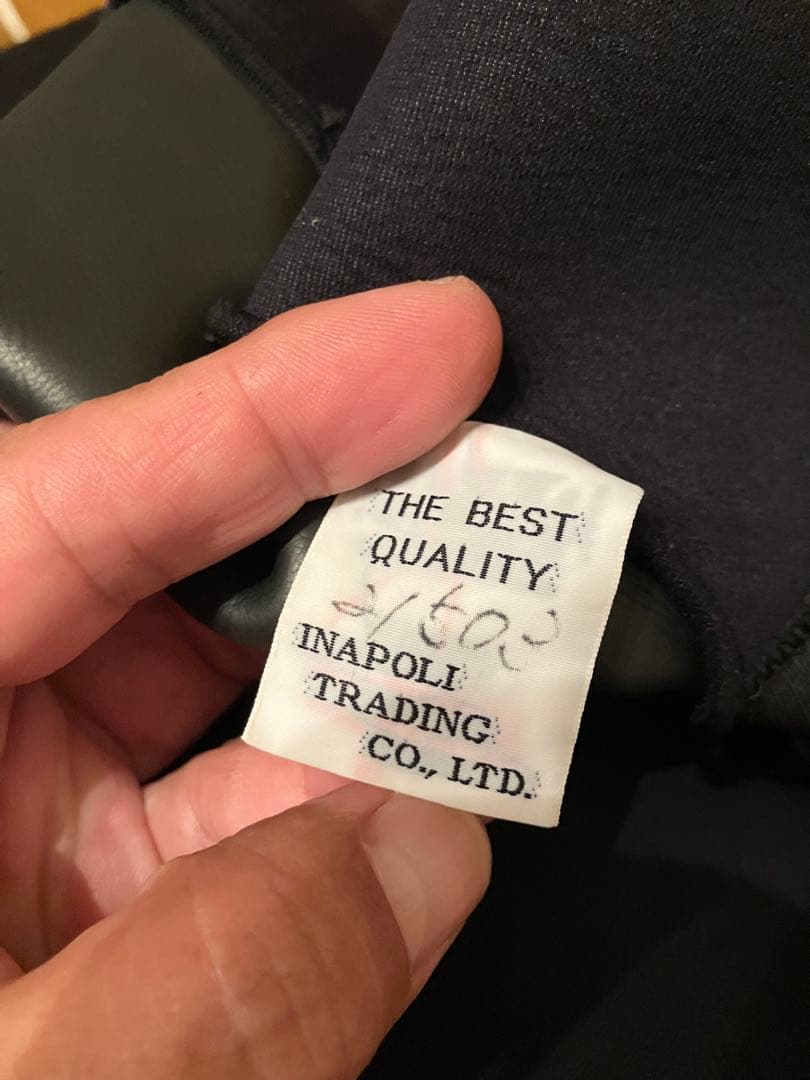 THE BEST
QUALITY
INAPOLI
TRADING
CO., LTD.